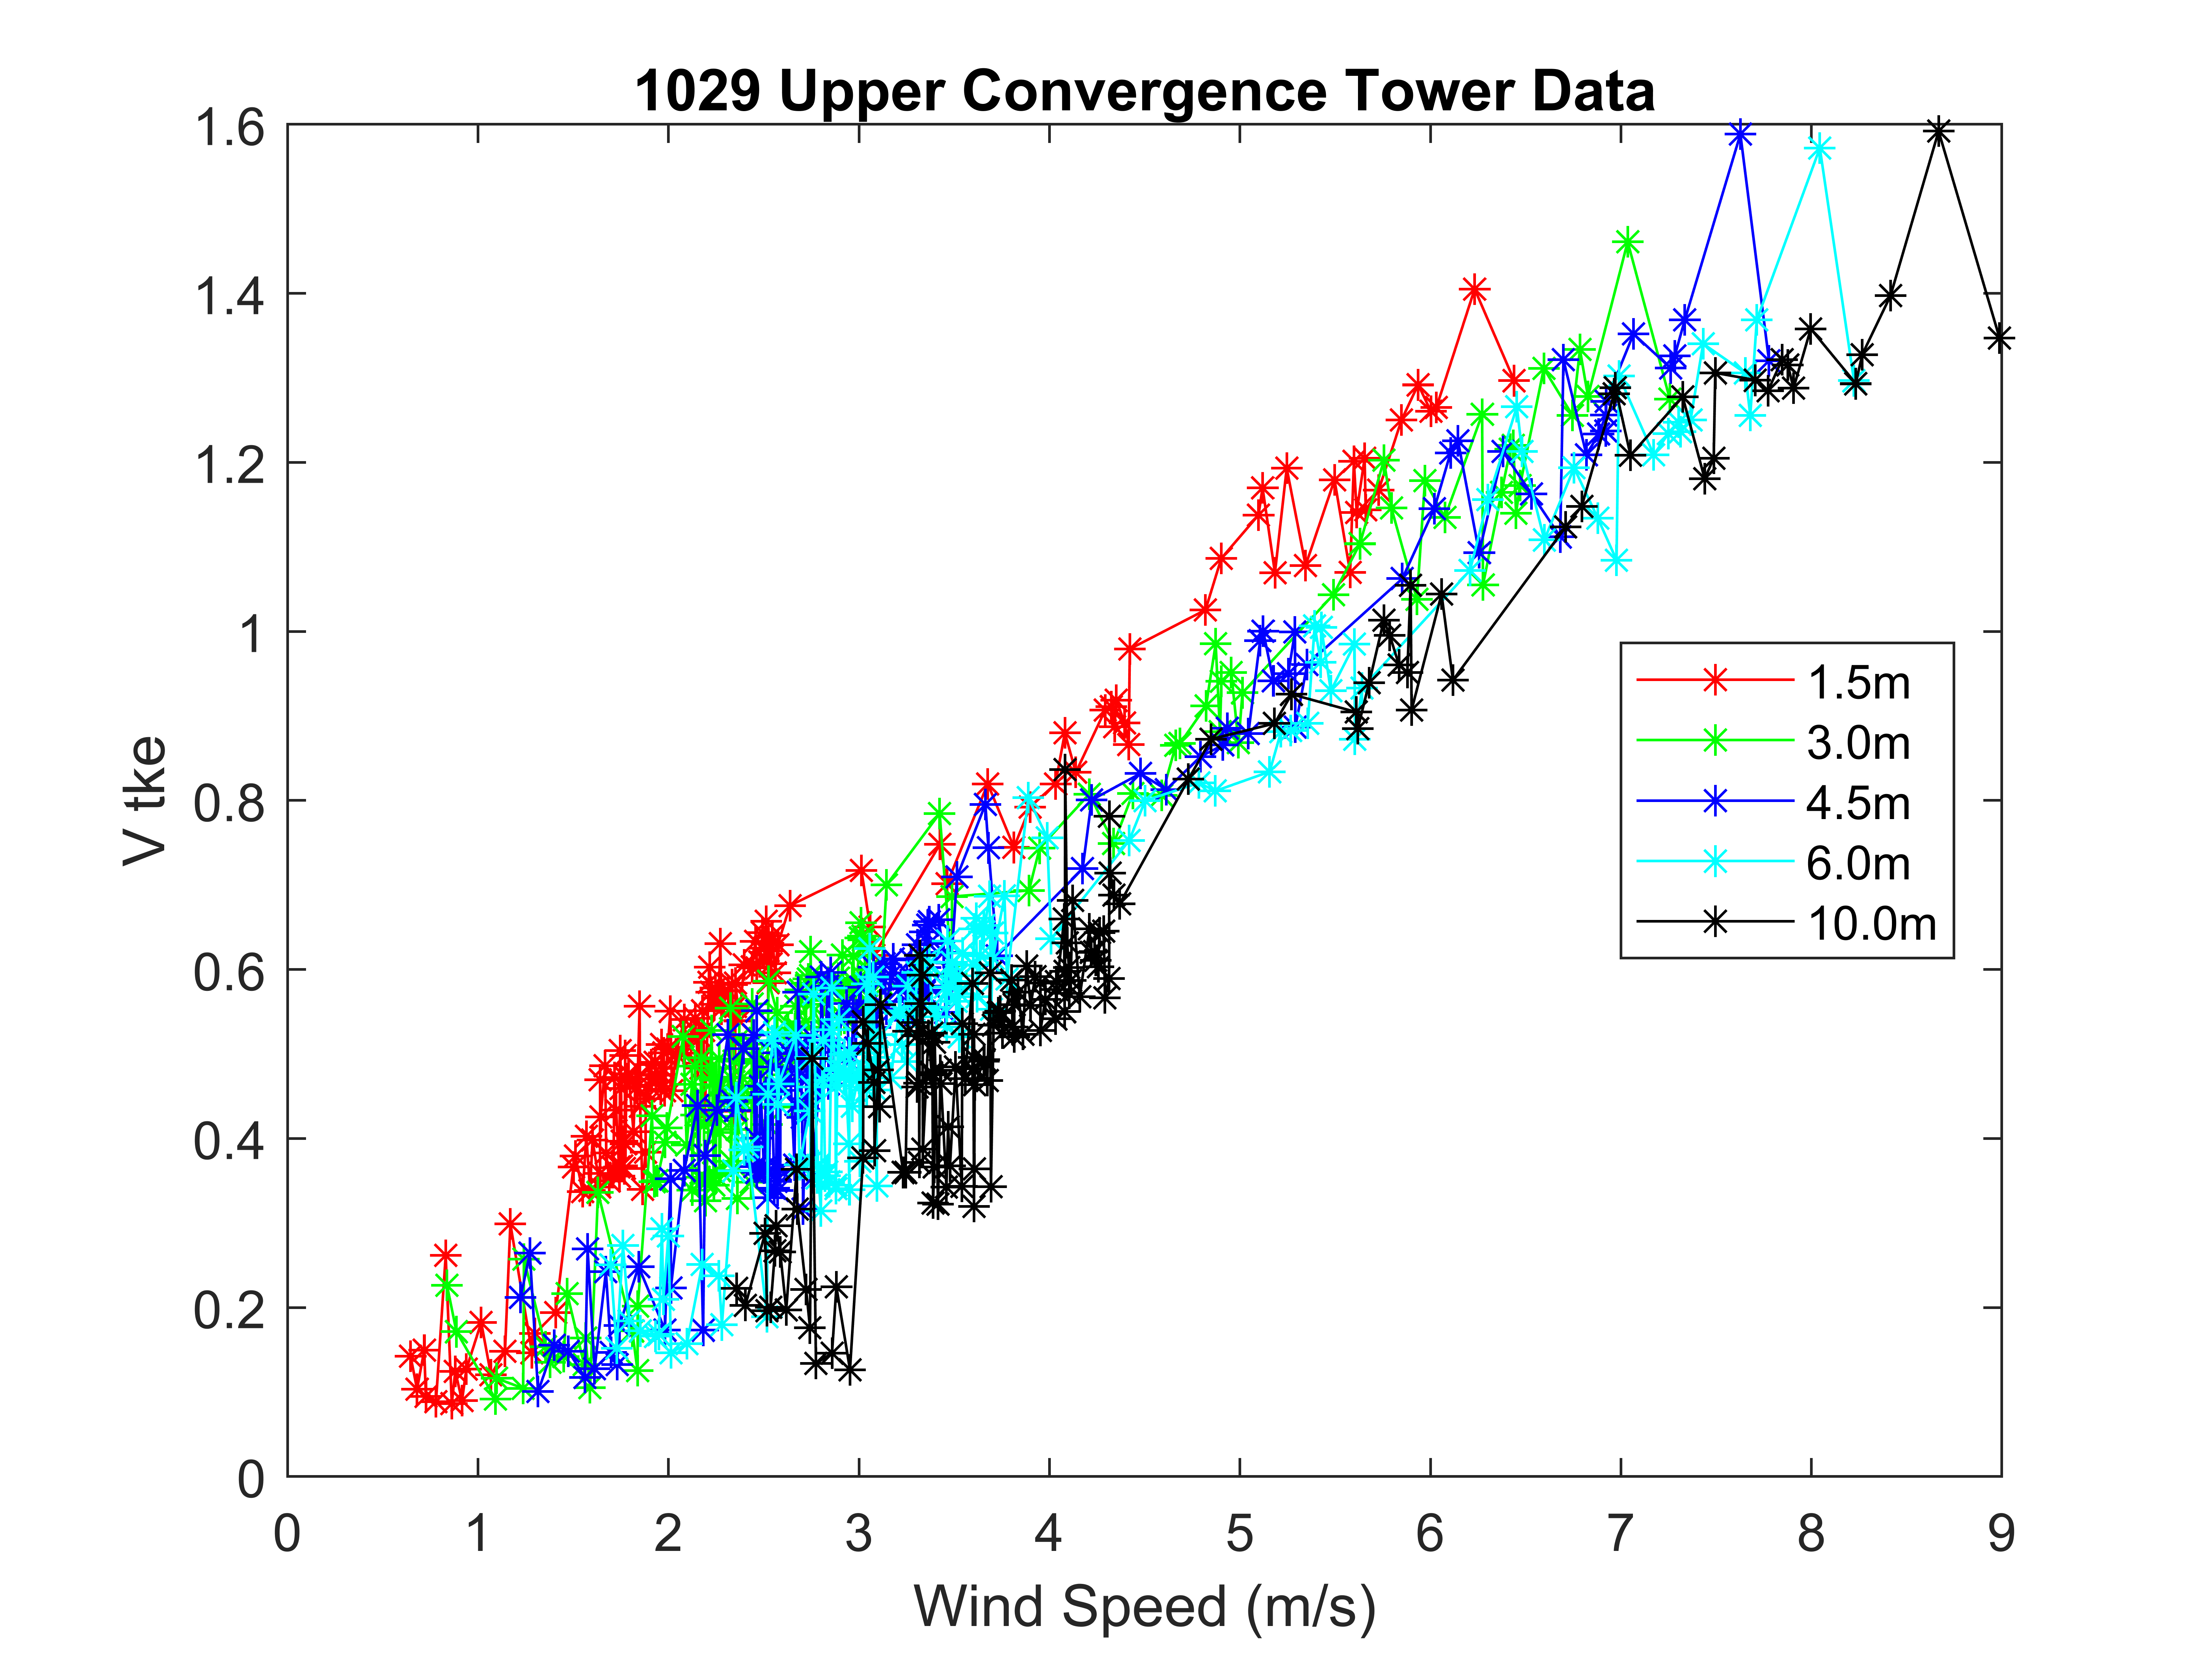 1029 Upper Convergence Tower Data
1.6
1.4
1.2
1
0.8
0.6
0.4
0.2
0
V tke
1.5m
3.0m
4.5m
6.0m
10.0m
0 1 2 3 4 5 6 7 8 9
Wind Speed (m/s)